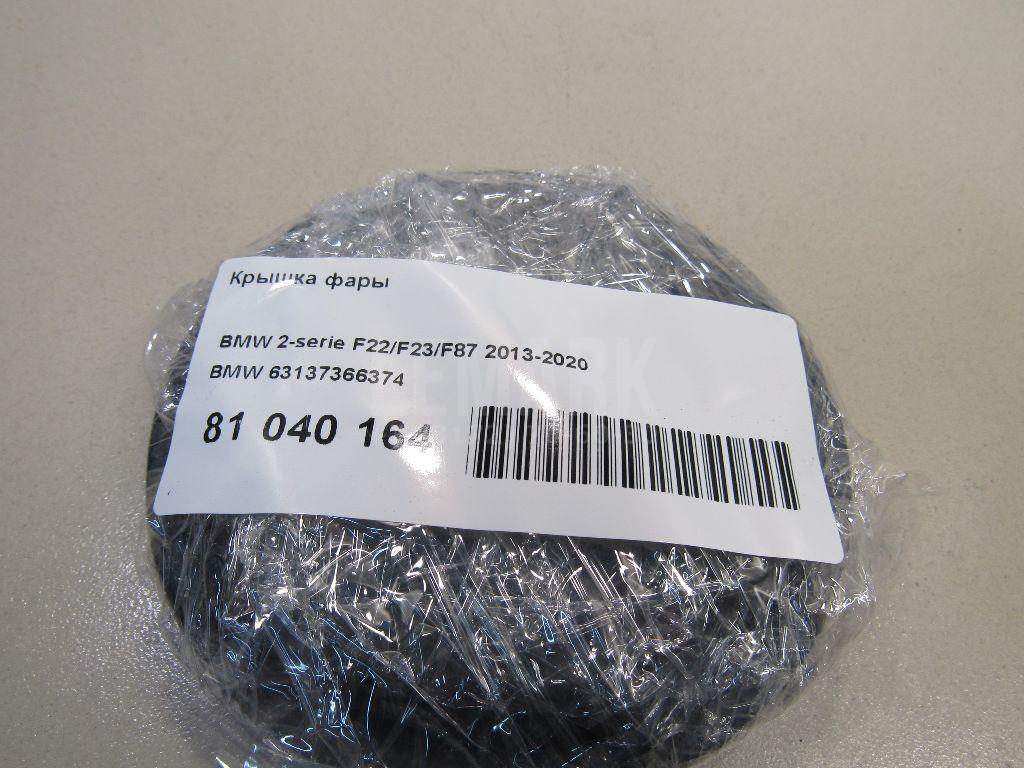 Крышка фары
BMW 2-serie F22/F23/F87 2013-2020
BMW 63137366374
81 040 164